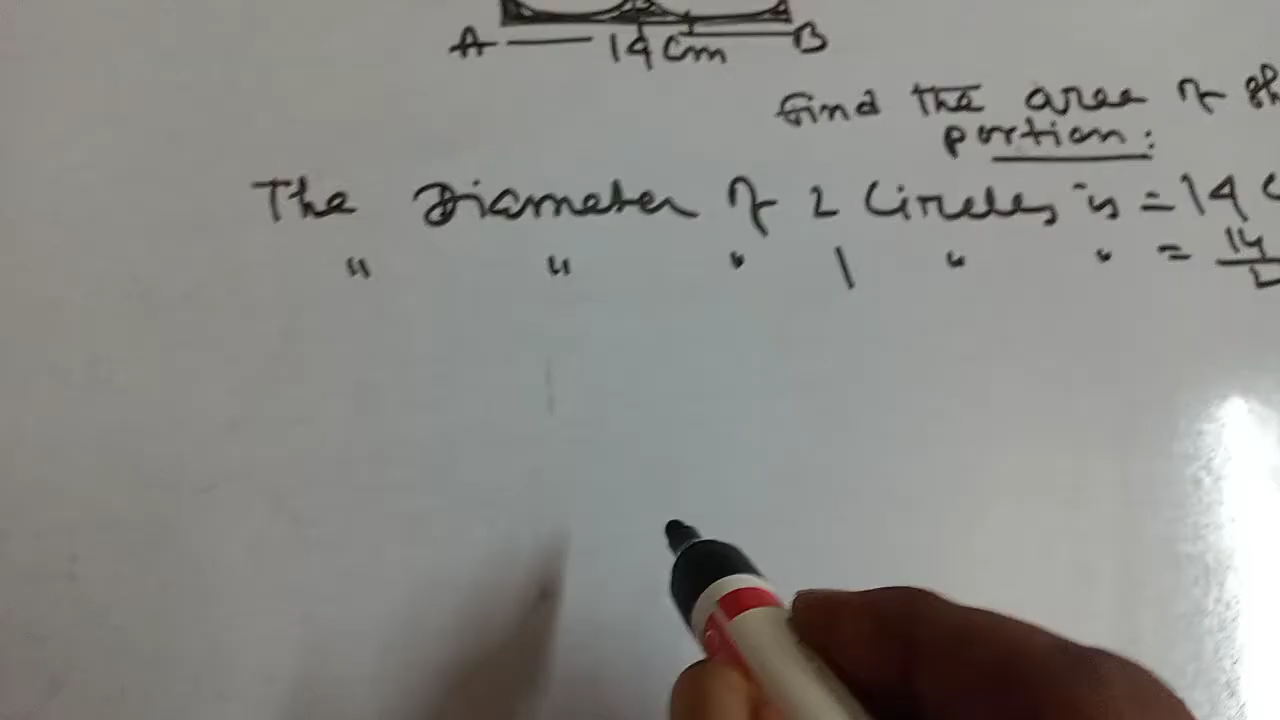 A 14 cm B
find the area of
portion:
The Diameter of 2 Circles is = 14
" " " 1 " " = 14